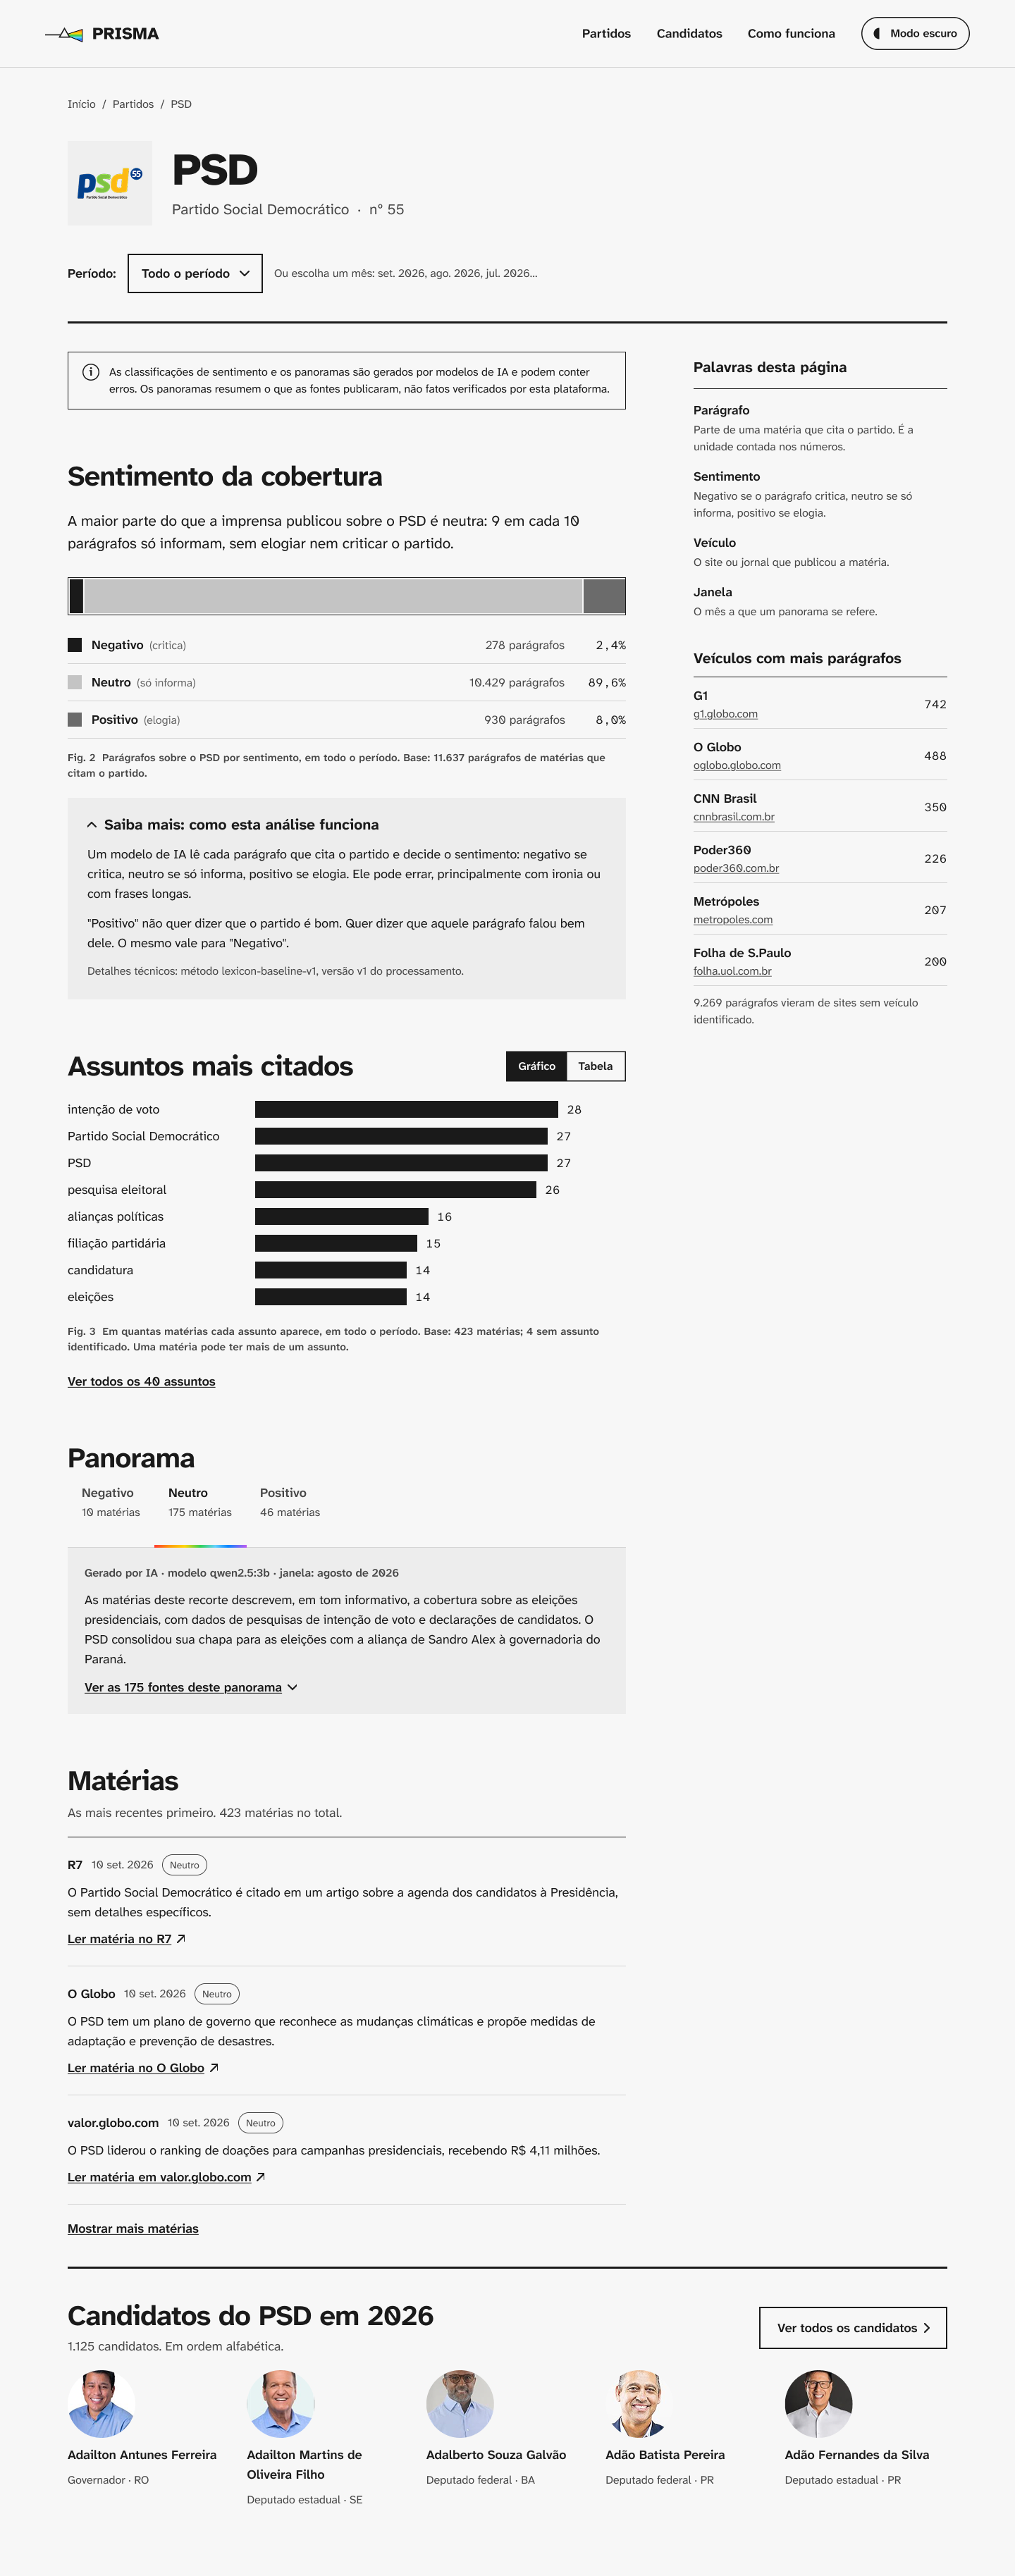 PRISMA
Partidos
Candidatos
Como funciona
Modo escuro
Início / Partidos / PSD
psd 55
Partido Social Democrático
PSD
Partido Social Democrático · nº 55
Período:
Todo o período
Ou escolha um mês: set. 2026, ago. 2026, jul. 2026...
As classificações de sentimento e os panoramas são gerados por modelos de IA e podem conter
erros. Os panoramas resumem o que as fontes publicaram, não fatos verificados por esta plataforma.
Sentimento da cobertura
A maior parte do que a imprensa publicou sobre o PSD é neutra: 9 em cada 10
parágrafos só informam, sem elogiar nem criticar o partido.
Negativo (critica) 278 parágrafos 2,4%
Neutro (só informa) 10.429 parágrafos 89,6%
Positivo (elogia) 930 parágrafos 8,0%
Fig. 2 Parágrafos sobre o PSD por sentimento, em todo o período. Base: 11.637 parágrafos de matérias que
citam o partido.
Saiba mais: como esta análise funciona
Um modelo de IA lê cada parágrafo que cita o partido e decide o sentimento: negativo se
critica, neutro se só informa, positivo se elogia. Ele pode errar, principalmente com ironia ou
com frases longas.
"Positivo" não quer dizer que o partido é bom. Quer dizer que aquele parágrafo falou bem
dele. O mesmo vale para "Negativo".
Detalhes técnicos: método lexicon-baseline-v1, versão v1 do processamento.
Palavras desta página
Parágrafo
Parte de uma matéria que cita o partido. É a
unidade contada nos números.
Sentimento
Negativo se o parágrafo critica, neutro se só
informa, positivo se elogia.
Veículo
O site ou jornal que publicou a matéria.
Janela
O mês a que um panorama se refere.
Veículos com mais parágrafos
G1
g1.globo.com
742
O Globo
oglobo.globo.com
488
CNN Brasil
cnnbrasil.com.br
350
Poder360
poder360.com.br
226
Metrópoles
metropoles.com
207
Folha de S.Paulo
folha.uol.com.br
200
9.269 parágrafos vieram de sites sem veículo
identificado.
Assuntos mais citados
Gráfico
Tabela
intenção de voto 28
Partido Social Democrático 27
PSD 27
pesquisa eleitoral 26
alianças políticas 16
filiação partidária 15
candidatura 14
eleições 14
Fig. 3 Em quantas matérias cada assunto aparece, em todo o período. Base: 423 matérias; 4 sem assunto
identificado. Uma matéria pode ter mais de um assunto.
Ver todos os 40 assuntos
Panorama
Negativo
10 matérias
Neutro
175 matérias
Positivo
46 matérias
Gerado por IA · modelo qwen2.5:3b · janela: agosto de 2026
As matérias deste recorte descrevem, em tom informativo, a cobertura sobre as eleições
presidenciais, com dados de pesquisas de intenção de voto e declarações de candidatos. O
PSD consolidou sua chapa para as eleições com a aliança de Sandro Alex à governadoria do
Paraná.
Ver as 175 fontes deste panorama
Matérias
As mais recentes primeiro. 423 matérias no total.
R7 10 set. 2026 Neutro
O Partido Social Democrático é citado em um artigo sobre a agenda dos candidatos à Presidência,
sem detalhes específicos.
Ler matéria no R7
O Globo 10 set. 2026 Neutro
O PSD tem um plano de governo que reconhece as mudanças climáticas e propõe medidas de
adaptação e prevenção de desastres.
Ler matéria no O Globo
valor.globo.com 10 set. 2026 Neutro
O PSD liderou o ranking de doações para campanhas presidenciais, recebendo R$ 4,11 milhões.
Ler matéria em valor.globo.com
Mostrar mais matérias
Candidatos do PSD em 2026
1.125 candidatos. Em ordem alfabética.
Ver todos os candidatos
Adailton Antunes Ferreira
Governador · RO
Adailton Martins de
Oliveira Filho
Deputado estadual · SE
Adalberto Souza Galvão
Deputado federal · BA
Adão Batista Pereira
Deputado federal · PR
Adão Fernandes da Silva
Deputado estadual · PR